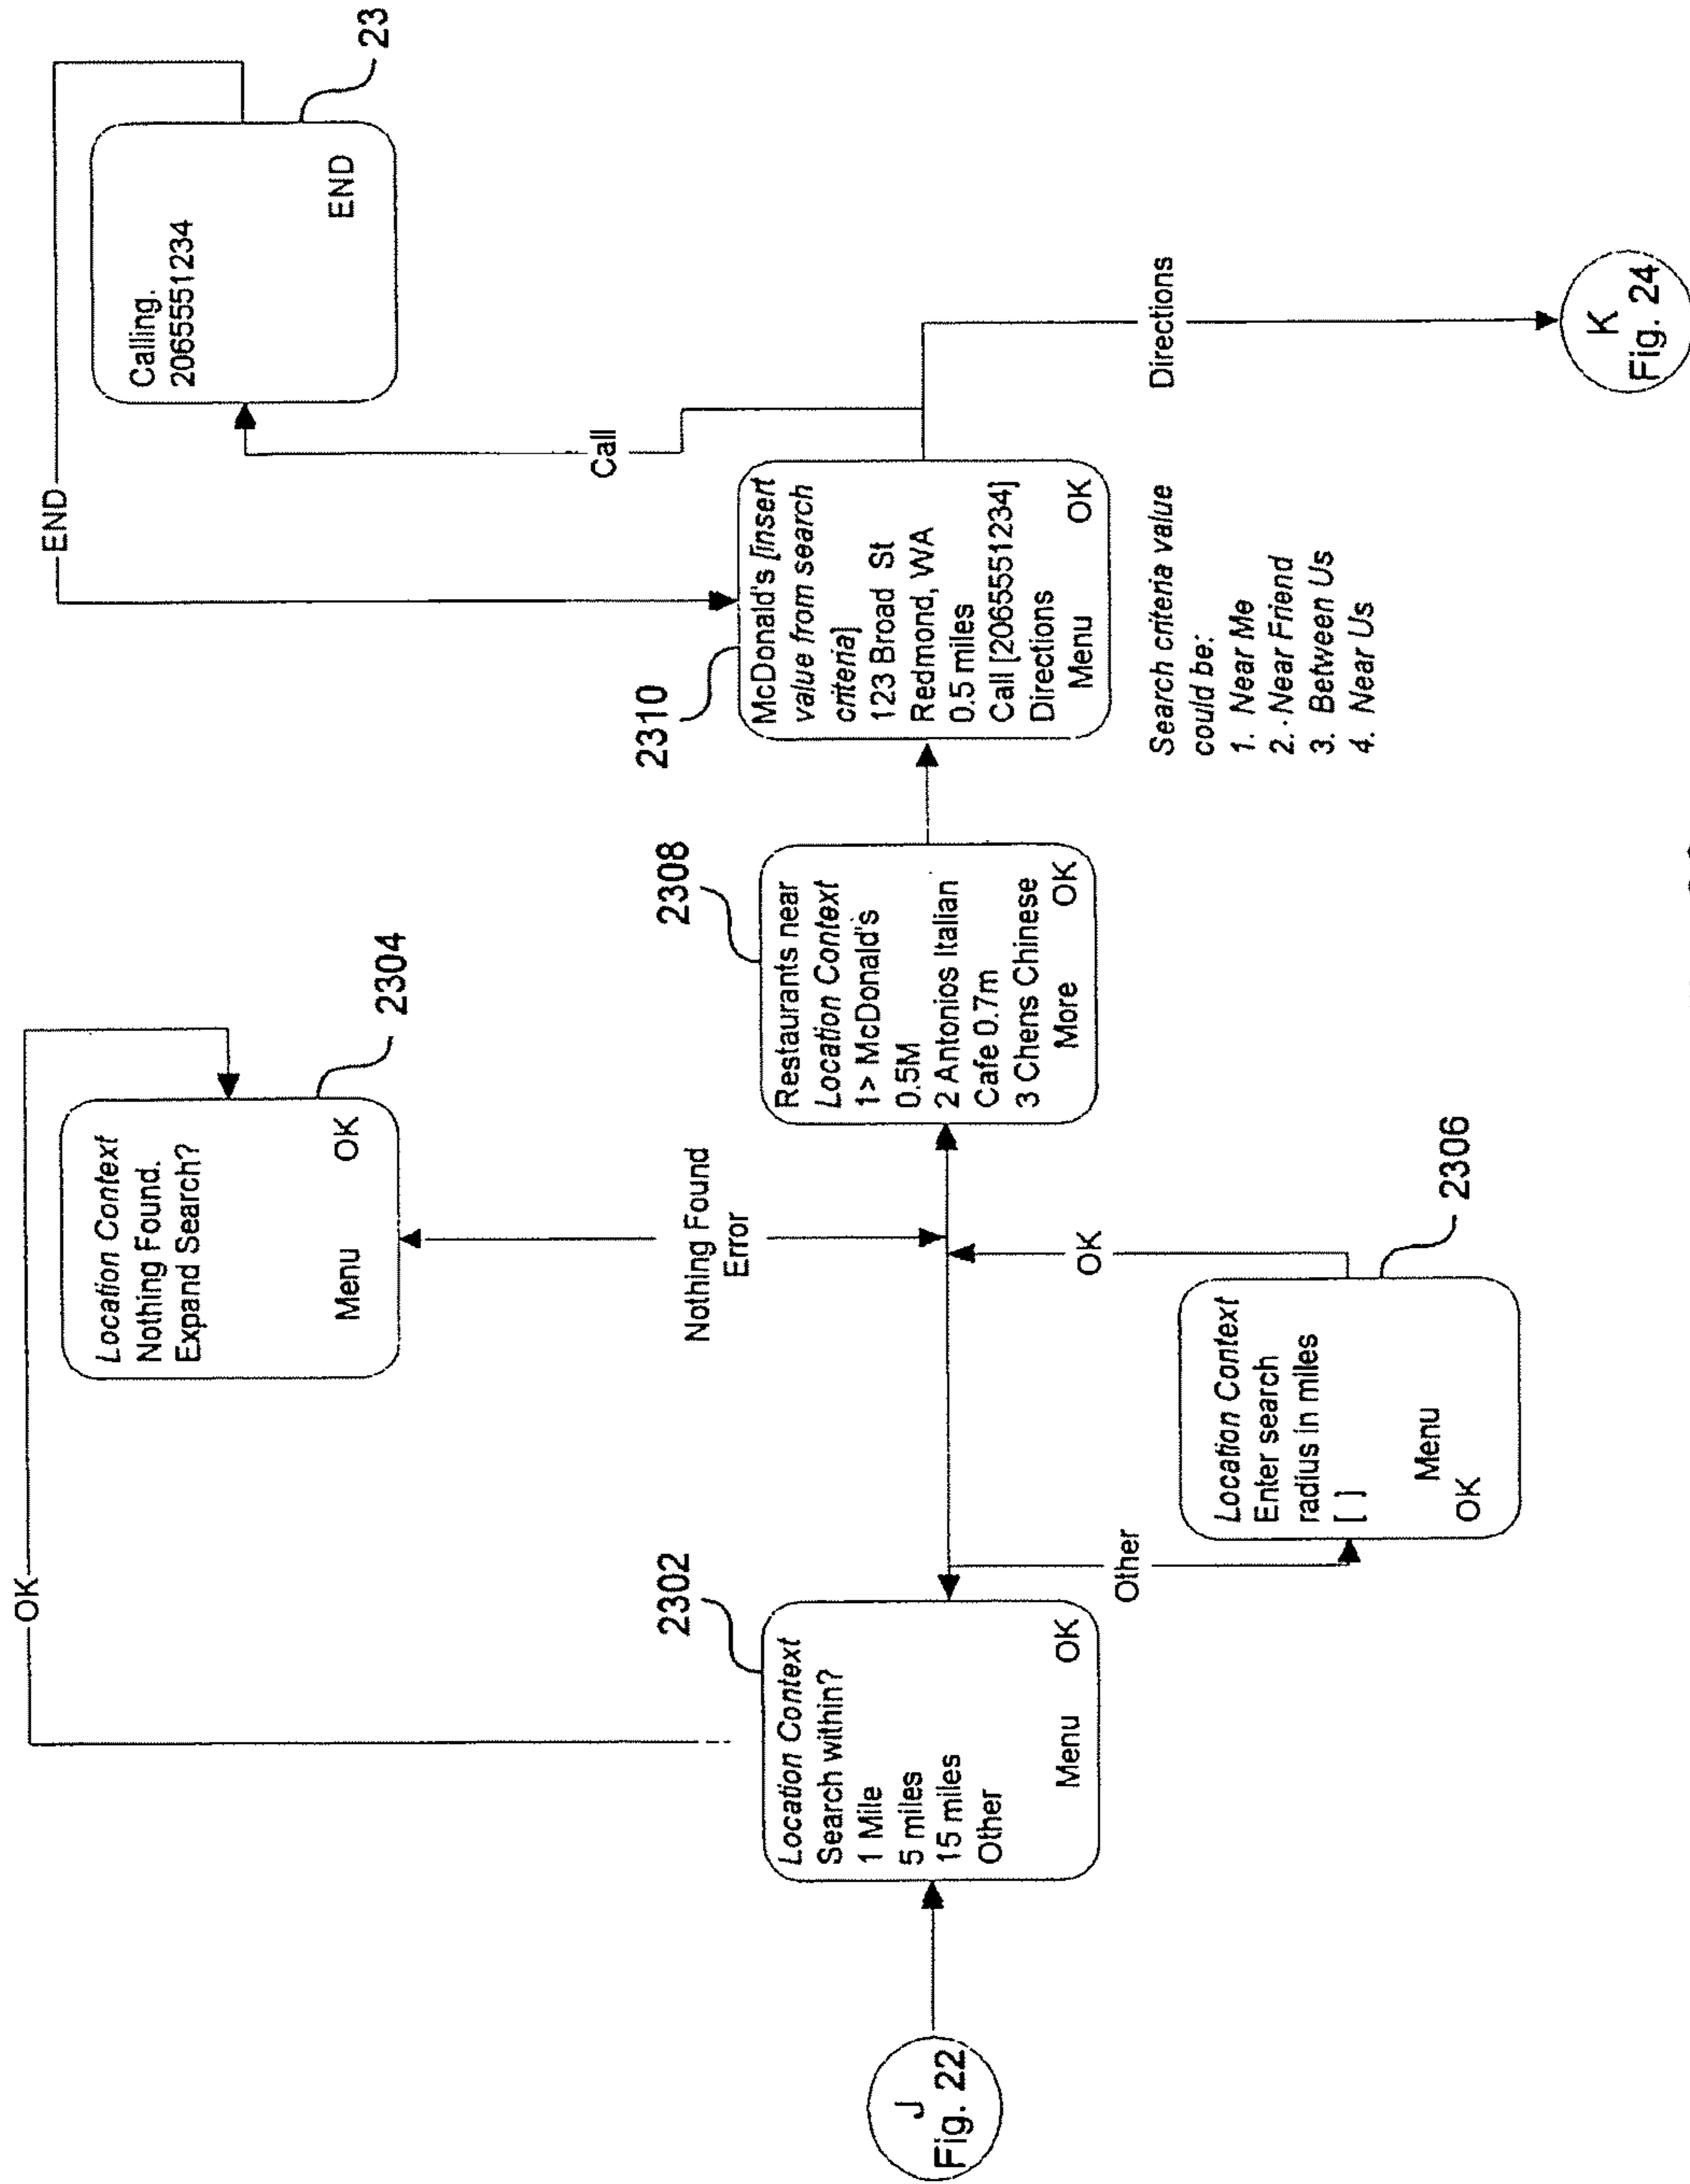 J
Fig. 22
2302
Location Context
Search within?
1 Mile
5 miles
15 miles
Other
Menu OK
OK
2304
Location Context
Nothing Found.
Expand Search?
Menu OK
Nothing Found
Error
Other
2306
Location Context
Enter search
radius in miles
[ ]
Menu
OK
OK
2308
Restaurants near
Location Context
1> McDonald's
0.5M
2 Antonios Italian
Cafe 0.7m
3 Chens Chinese
More OK
2310
McDonald's [insert
value from search
criteria]
123 Broad St
Redmond, WA
0.5 miles
Call [2065551234]
Directions
Menu OK
Search criteria value
could be:
1. Near Me
2. Near Friend
3. Between Us
4. Near Us
END
Call
Calling.
2065551234
END
23
Directions
K
Fig. 24